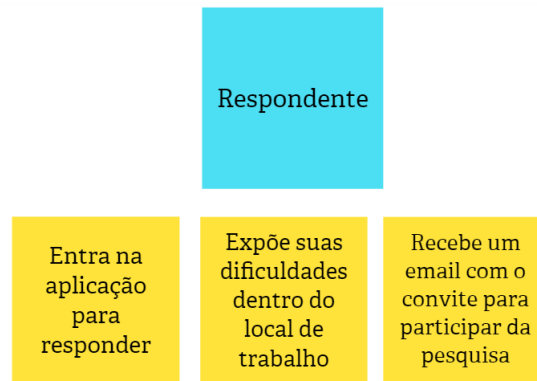 Respondente
Entra na
aplicação
para
responder
Expõe suas
dificuldades
dentro do
local de
trabalho
Recebe um
email com o
convite para
participar da
pesquisa